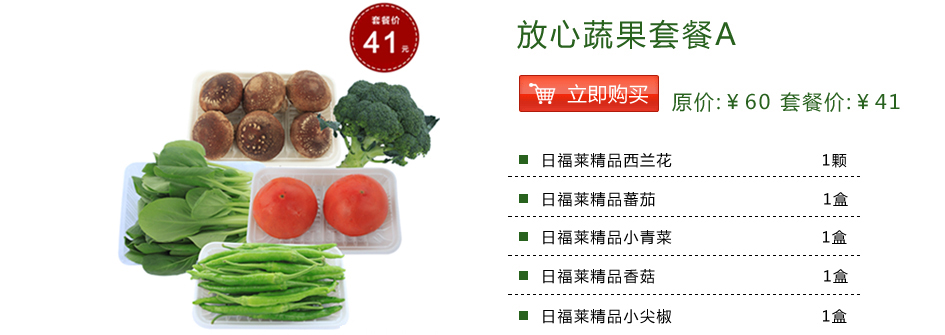 套餐价
41元
放心蔬果套餐A
立即购买
原价:￥60 套餐价:￥41
日福莱精品西兰花 1颗
日福莱精品蕃茄 1盒
日福莱精品小青菜 1盒
日福莱精品香菇 1盒
日福莱精品小尖椒 1盒